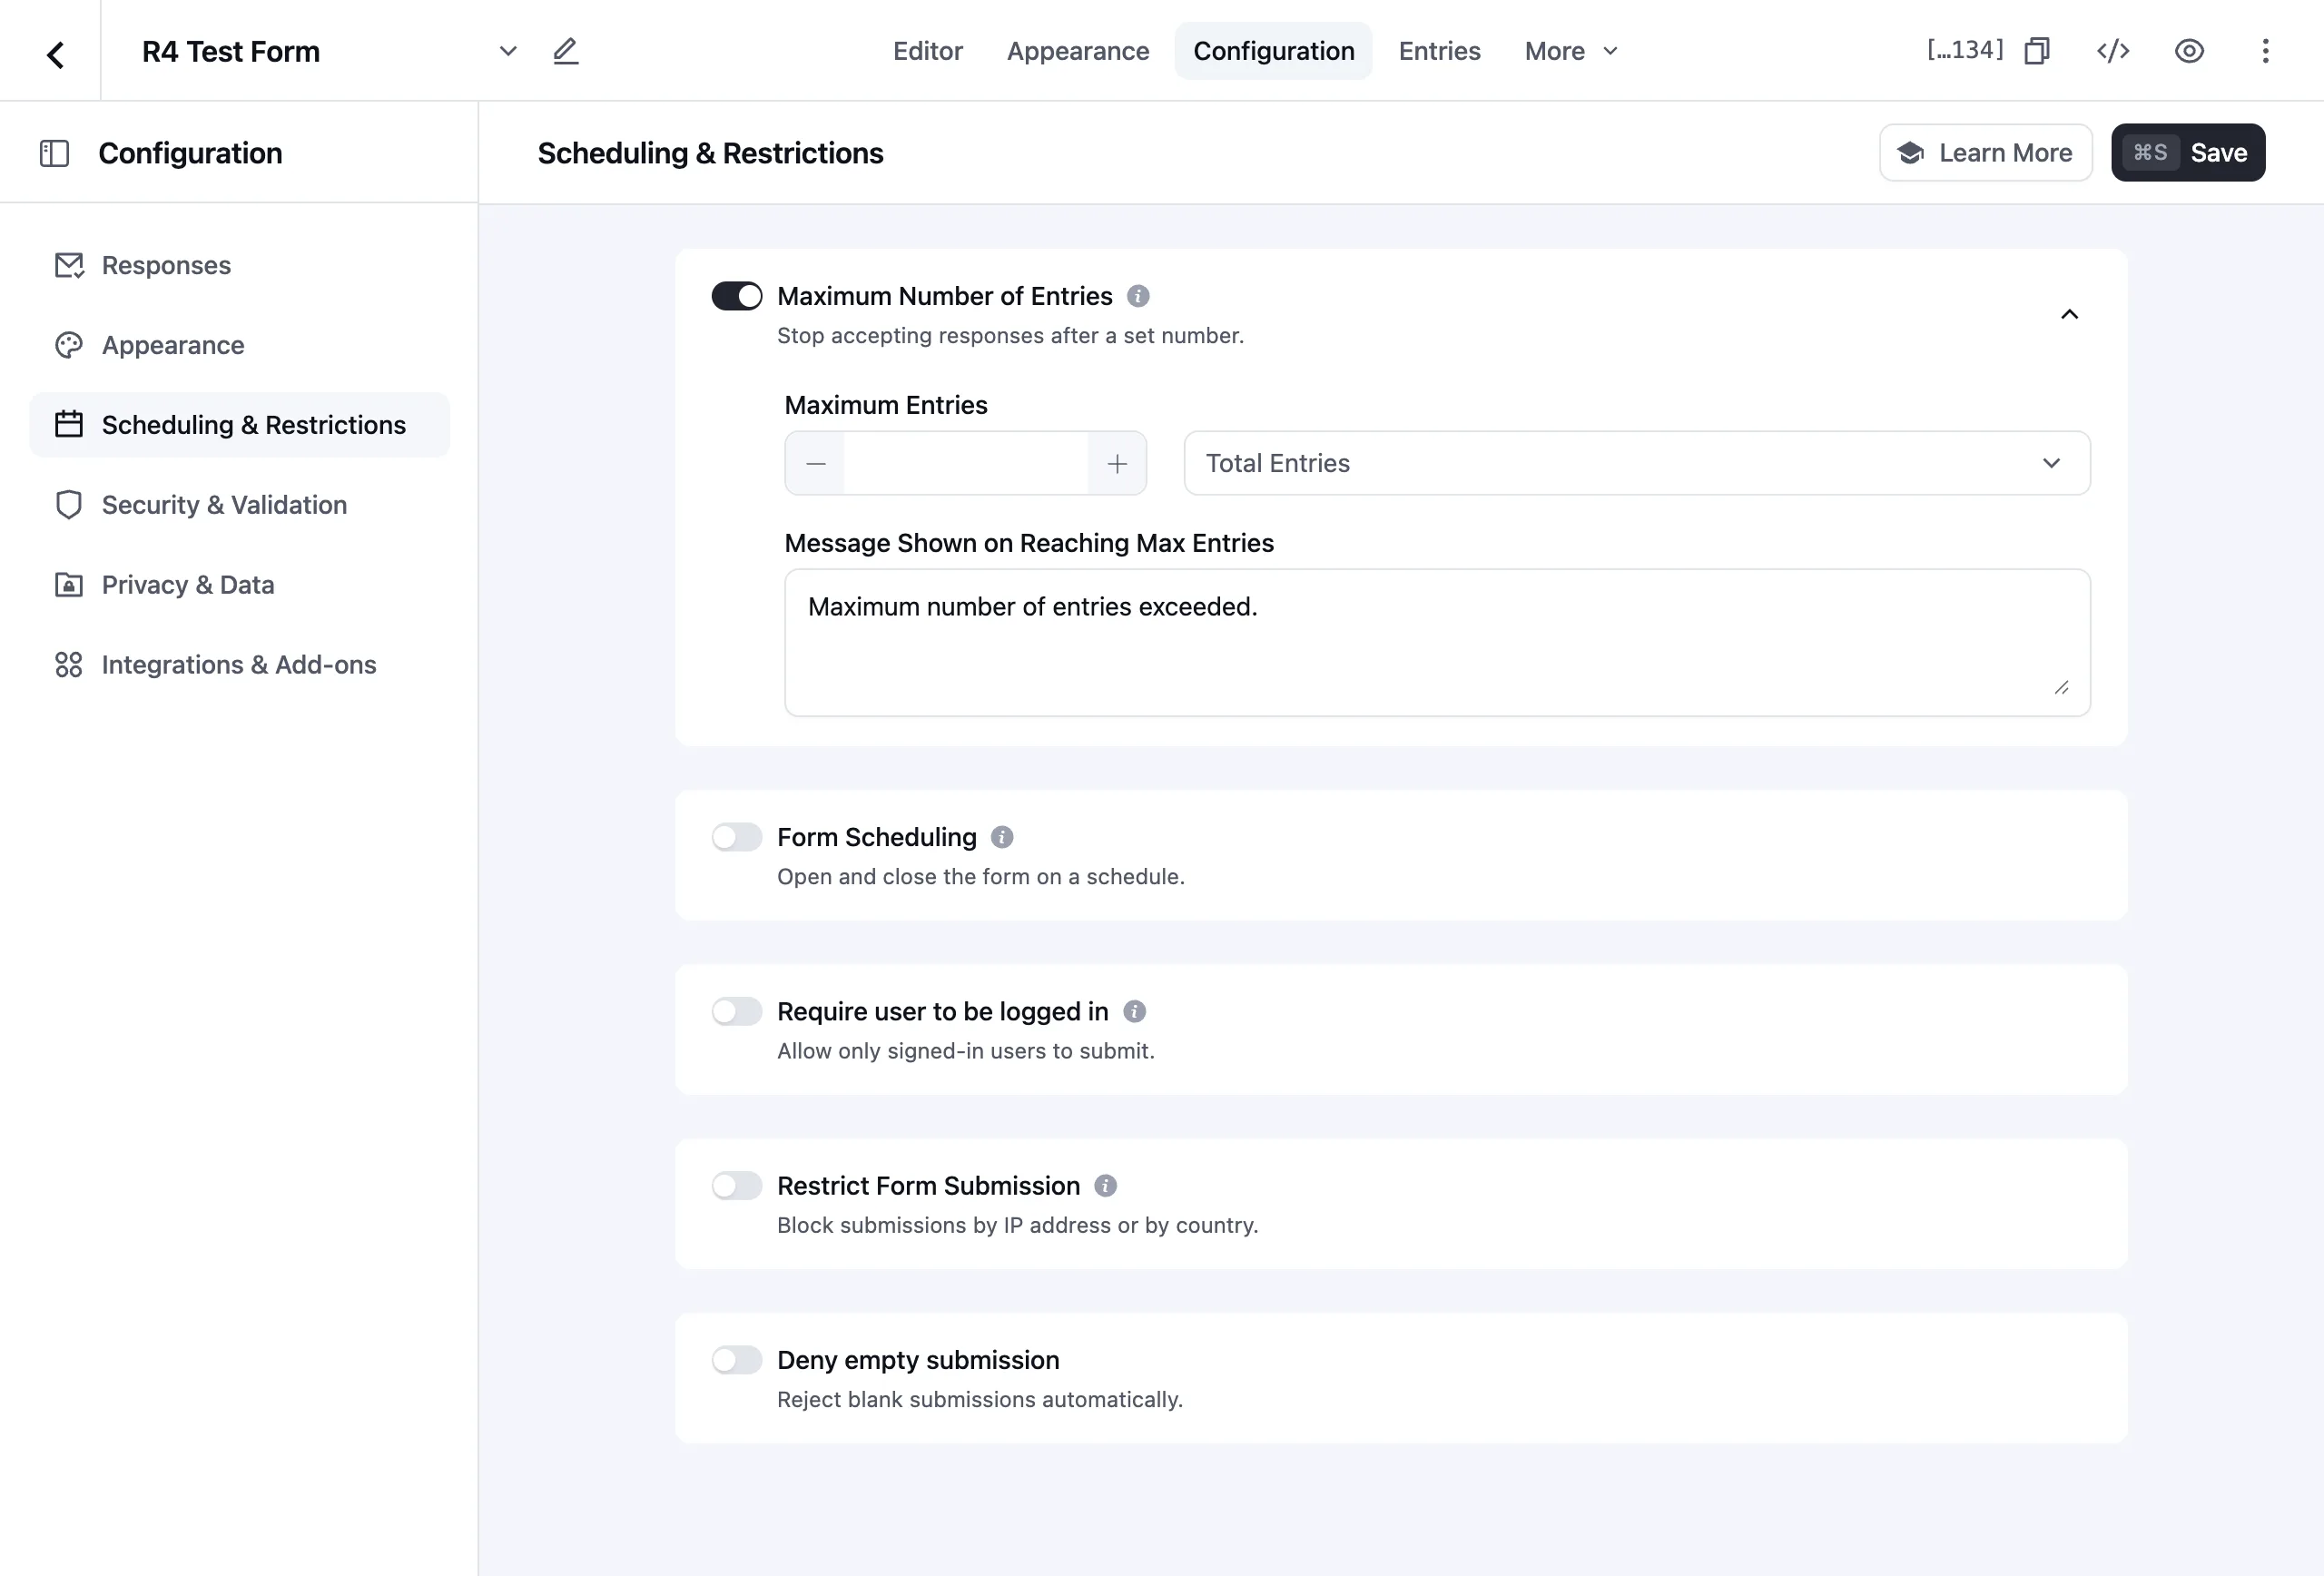 R4 Test Form
Editor
Appearance
Configuration
Entries
More
[…134]
Configuration
Scheduling & Restrictions
Learn More
⌘S Save
Responses
Appearance
Scheduling & Restrictions
Security & Validation
Privacy & Data
Integrations & Add-ons
Maximum Number of Entries
Stop accepting responses after a set number.
Maximum Entries
Total Entries
Message Shown on Reaching Max Entries
Maximum number of entries exceeded.
Form Scheduling
Open and close the form on a schedule.
Require user to be logged in
Allow only signed-in users to submit.
Restrict Form Submission
Block submissions by IP address or by country.
Deny empty submission
Reject blank submissions automatically.